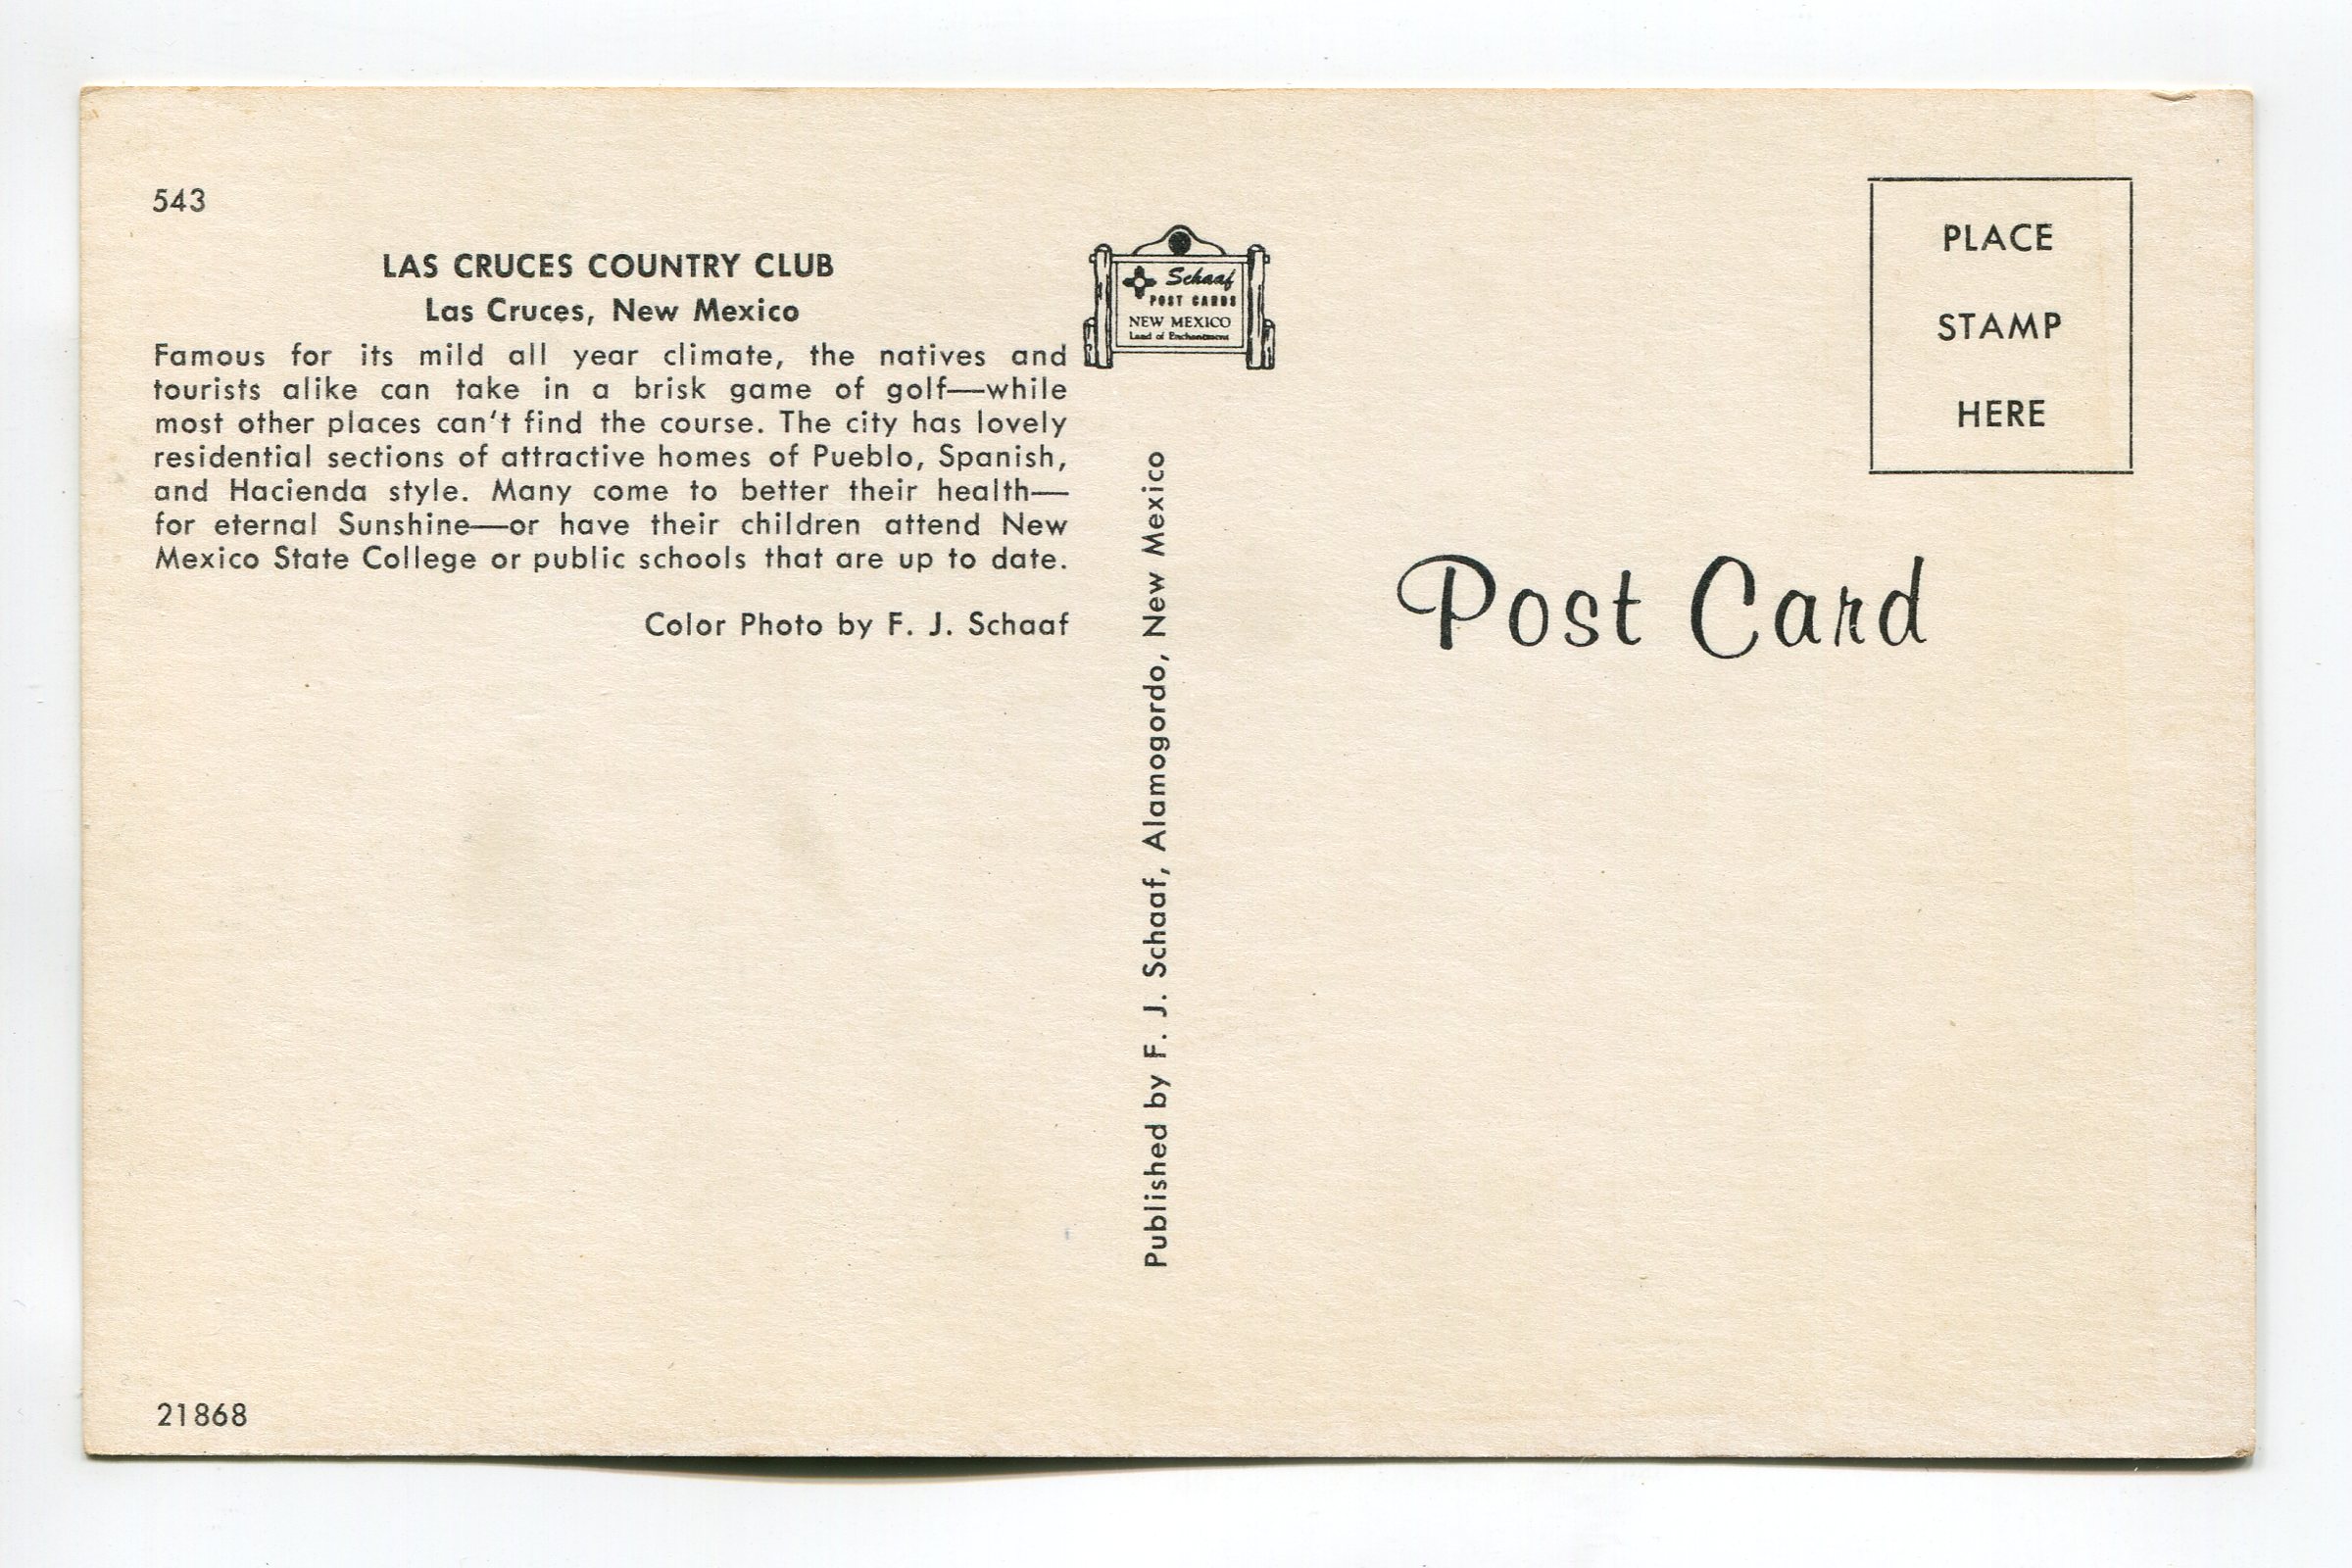 543
LAS CRUCES COUNTRY CLUB
Las Cruces, New Mexico
Famous for its mild all year climate, the natives and
tourists alike can take in a brisk game of golf—while
most other places can't find the course. The city has lovely
residential sections of attractive homes of Pueblo, Spanish,
and Hacienda style. Many come to better their health—
for eternal Sunshine—or have their children attend New
Mexico State College or public schools that are up to date.
Color Photo by F. J. Schaaf
21868
Schaaf
POST CARDS
NEW MEXICO
Land of Enchantment
Published by F. J. Schaaf, Alamogordo, New Mexico
PLACE
STAMP
HERE
Post Card